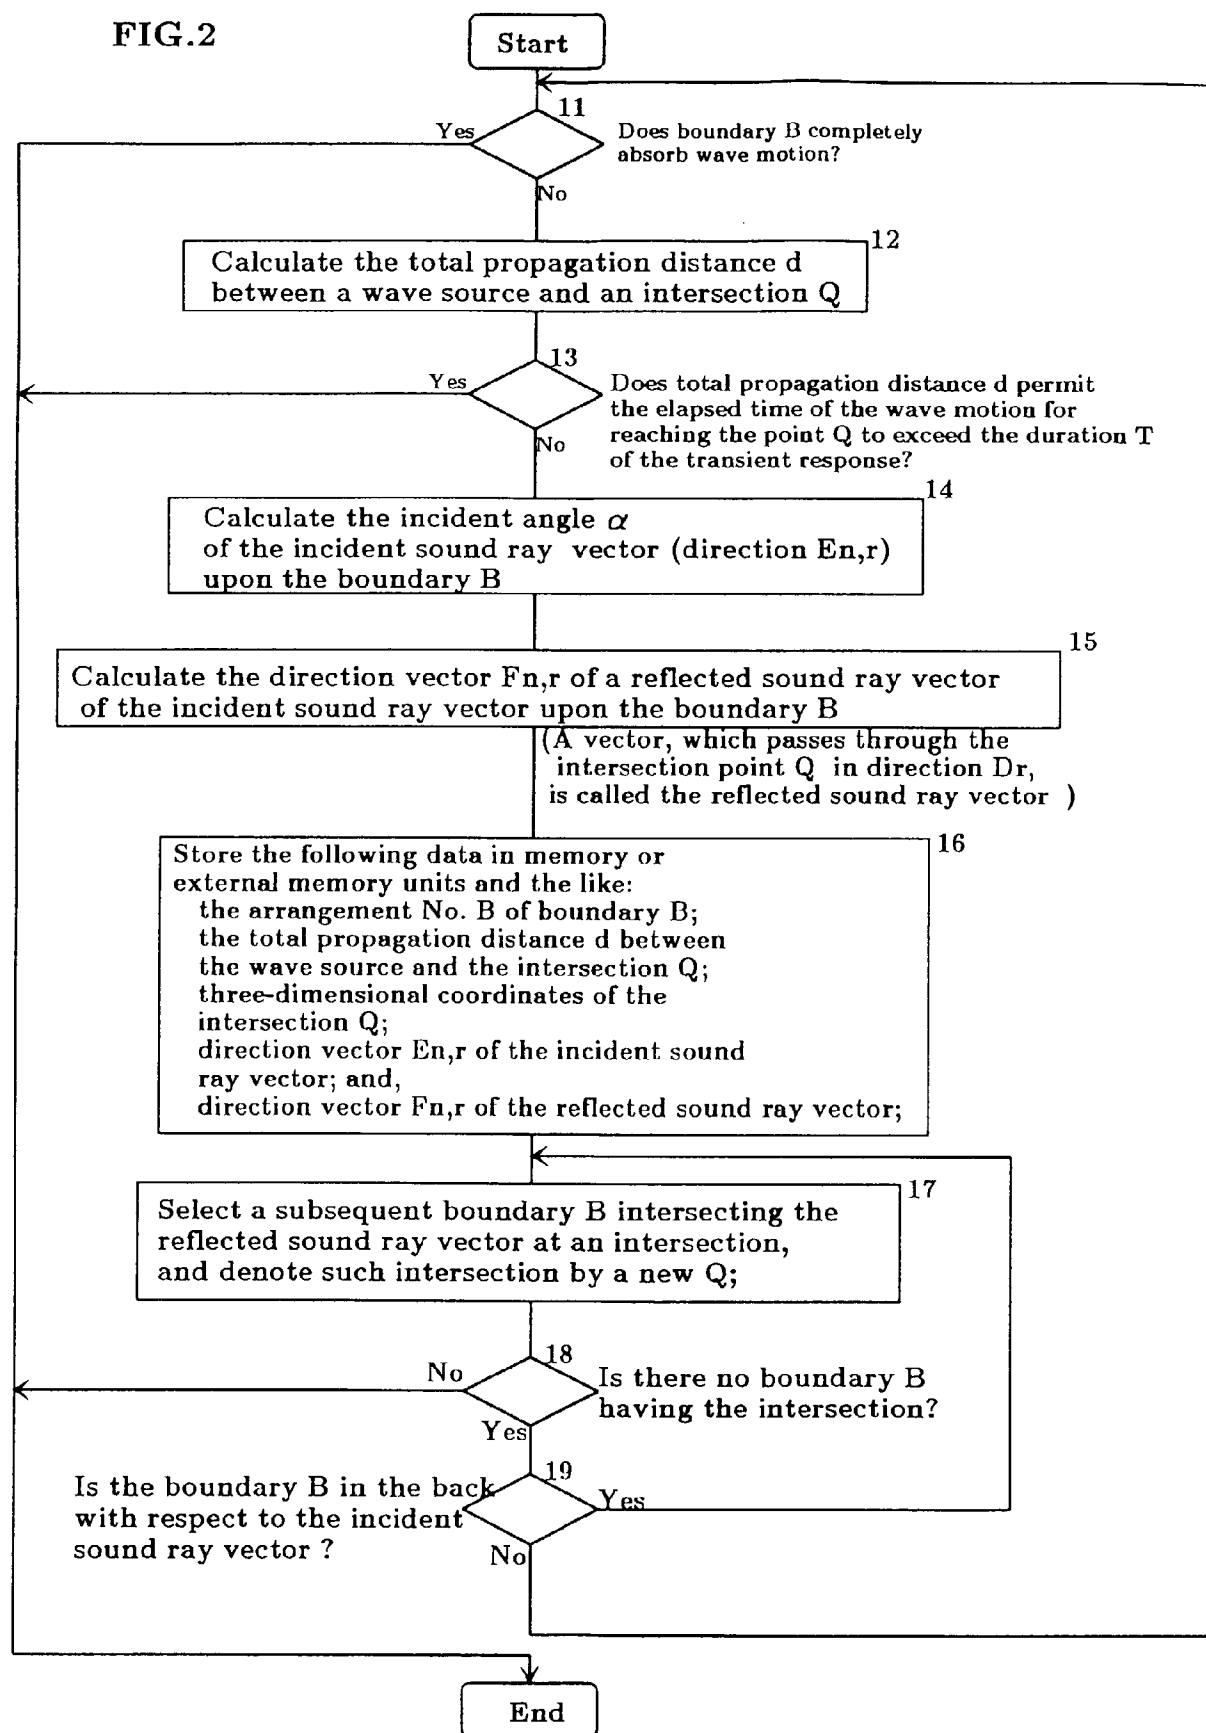 FIG.2
Start
11
Yes
Does boundary B completely
absorb wave motion?
No
12
Calculate the total propagation distance d
between a wave source and an intersection Q
13
Yes
Does total propagation distance d permit
the elapsed time of the wave motion for
reaching the point Q to exceed the duration T
of the transient response?
No
14
Calculate the incident angle α
of the incident sound ray vector (direction En,r)
upon the boundary B
15
Calculate the direction vector Fn,r of a reflected sound ray vector
of the incident sound ray vector upon the boundary B
(A vector, which passes through the
intersection point Q in direction Dr,
is called the reflected sound ray vector )
16
Store the following data in memory or
external memory units and the like:
the arrangement No. B of boundary B;
the total propagation distance d between
the wave source and the intersection Q;
three-dimensional coordinates of the
intersection Q;
direction vector En,r of the incident sound
ray vector; and,
direction vector Fn,r of the reflected sound ray vector;
17
Select a subsequent boundary B intersecting the
reflected sound ray vector at an intersection,
and denote such intersection by a new Q;
18
No
Is there no boundary B
having the intersection?
Yes
19
Is the boundary B in the back
with respect to the incident
sound ray vector ?
Yes
No
End